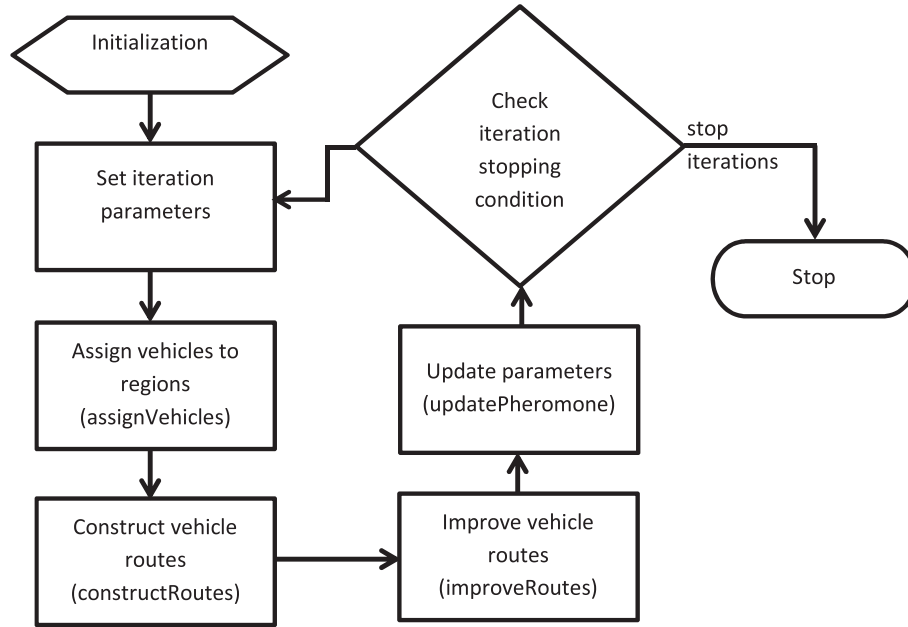 Initialization
Set iteration
parameters
Assign vehicles to
regions
(assignVehicles)
Construct vehicle
routes
(constructRoutes)
Improve vehicle
routes
(improveRoutes)
Update parameters
(updatePheromone)
Check
iteration
stopping
condition
stop
iterations
Stop